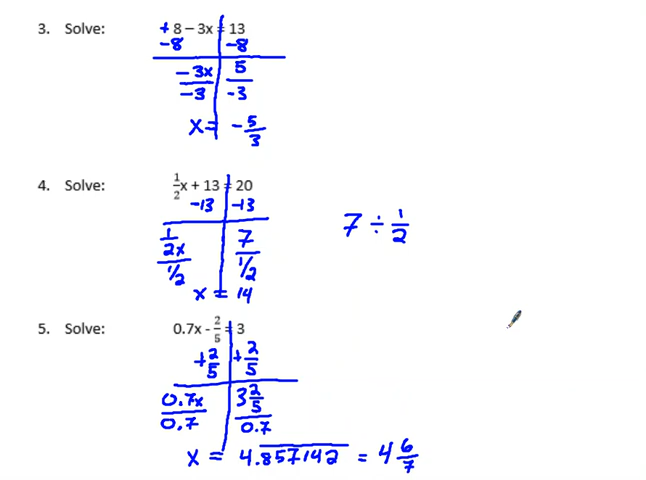 3. Solve: + 8 – 3x = 13
-8 -8
-3x 5
-3 -3
x = -5/3
4. Solve: 1/2x + 13 = 20
-13 -13
1/2x 7
1/2 1/2
7 ÷ 1/2
x = 14
5. Solve: 0.7x - 2/5 = 3
+2/5 +2/5
0.7x 3 2/5
0.7 0.7
x = 4.857142 = 4 6/7